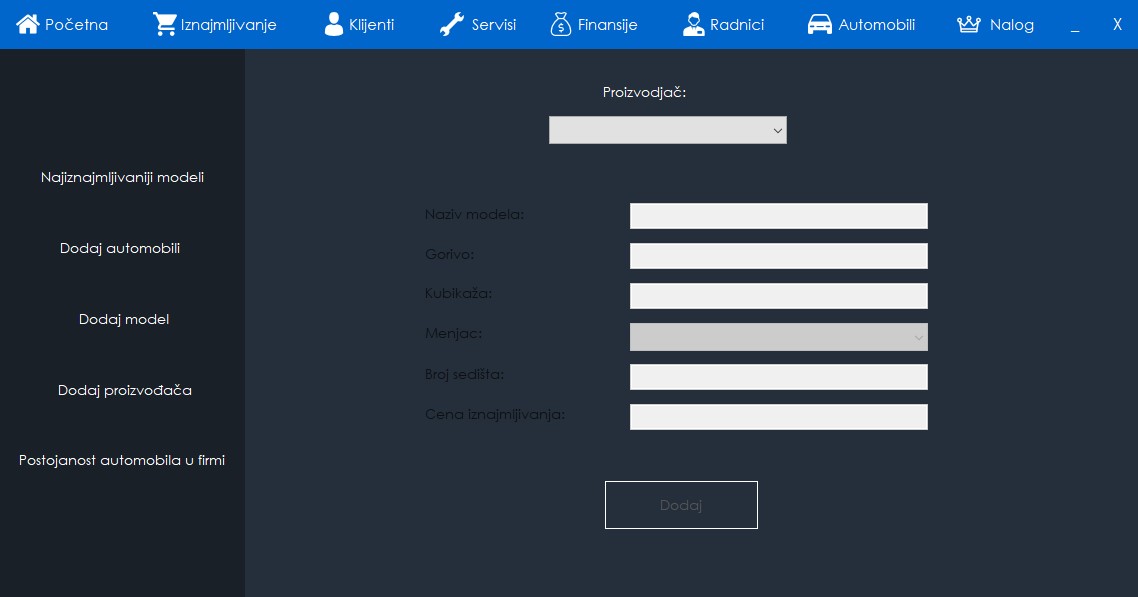 Početna Iznajmljivanje Klijenti Servisi Finansije Radnici Automobili Nalog _ X
Najiznajmljivaniji modeli
Dodaj automobili
Dodaj model
Dodaj proizvođača
Postojanost automobila u firmi
Proizvodjač:
Naziv modela:
Gorivo:
Kubikaža:
Menjac:
Broj sedišta:
Cena iznajmljivanja:
Dodaj